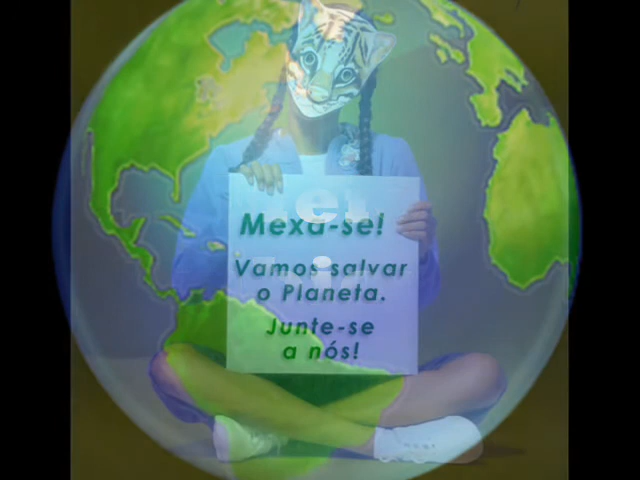 Mexa-se!
Vamos salvar
o Planeta.
Junte-se
a nós!